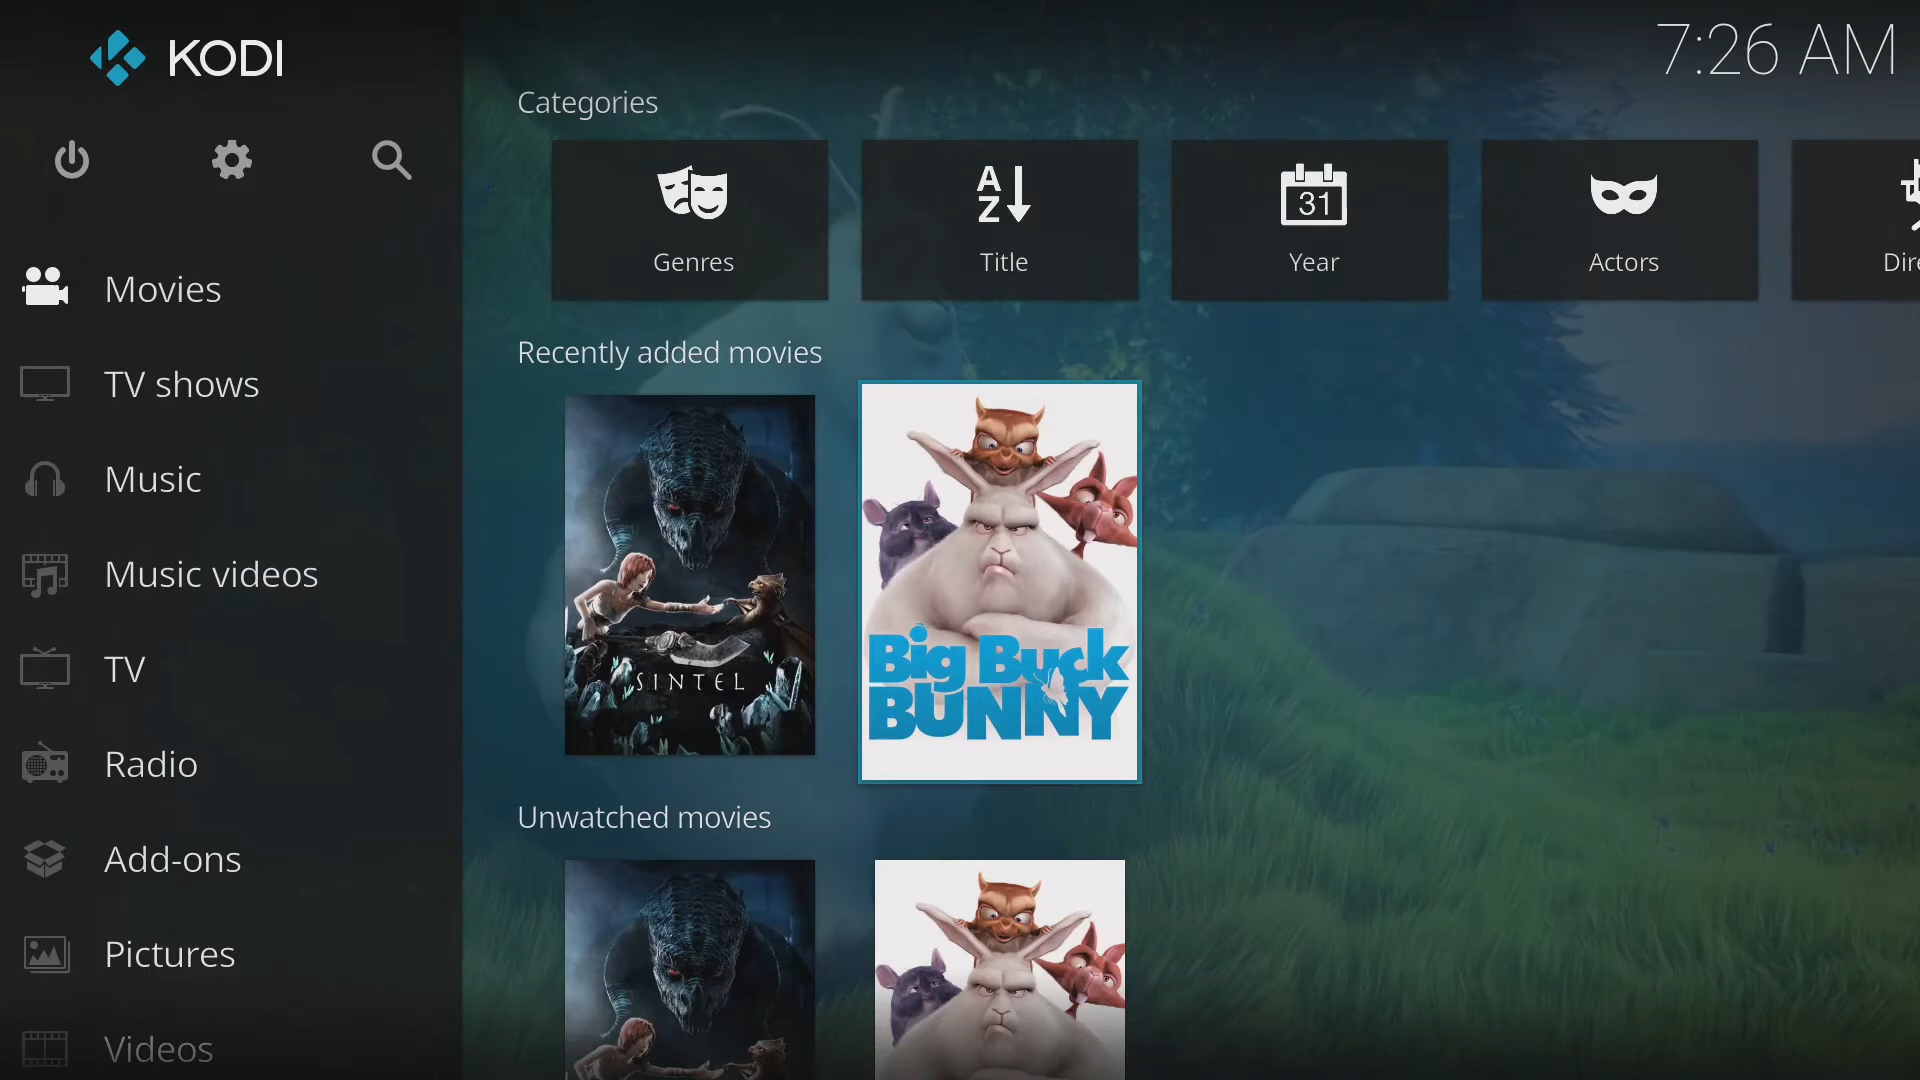 KODI
7:26 AM
Movies
TV shows
Music
Music videos
TV
Radio
Add-ons
Pictures
Videos
Categories
A
Z
Genres
Title
31
Year
Actors
Recently added movies
SINTEL
Big Buck
BUNNY
Unwatched movies